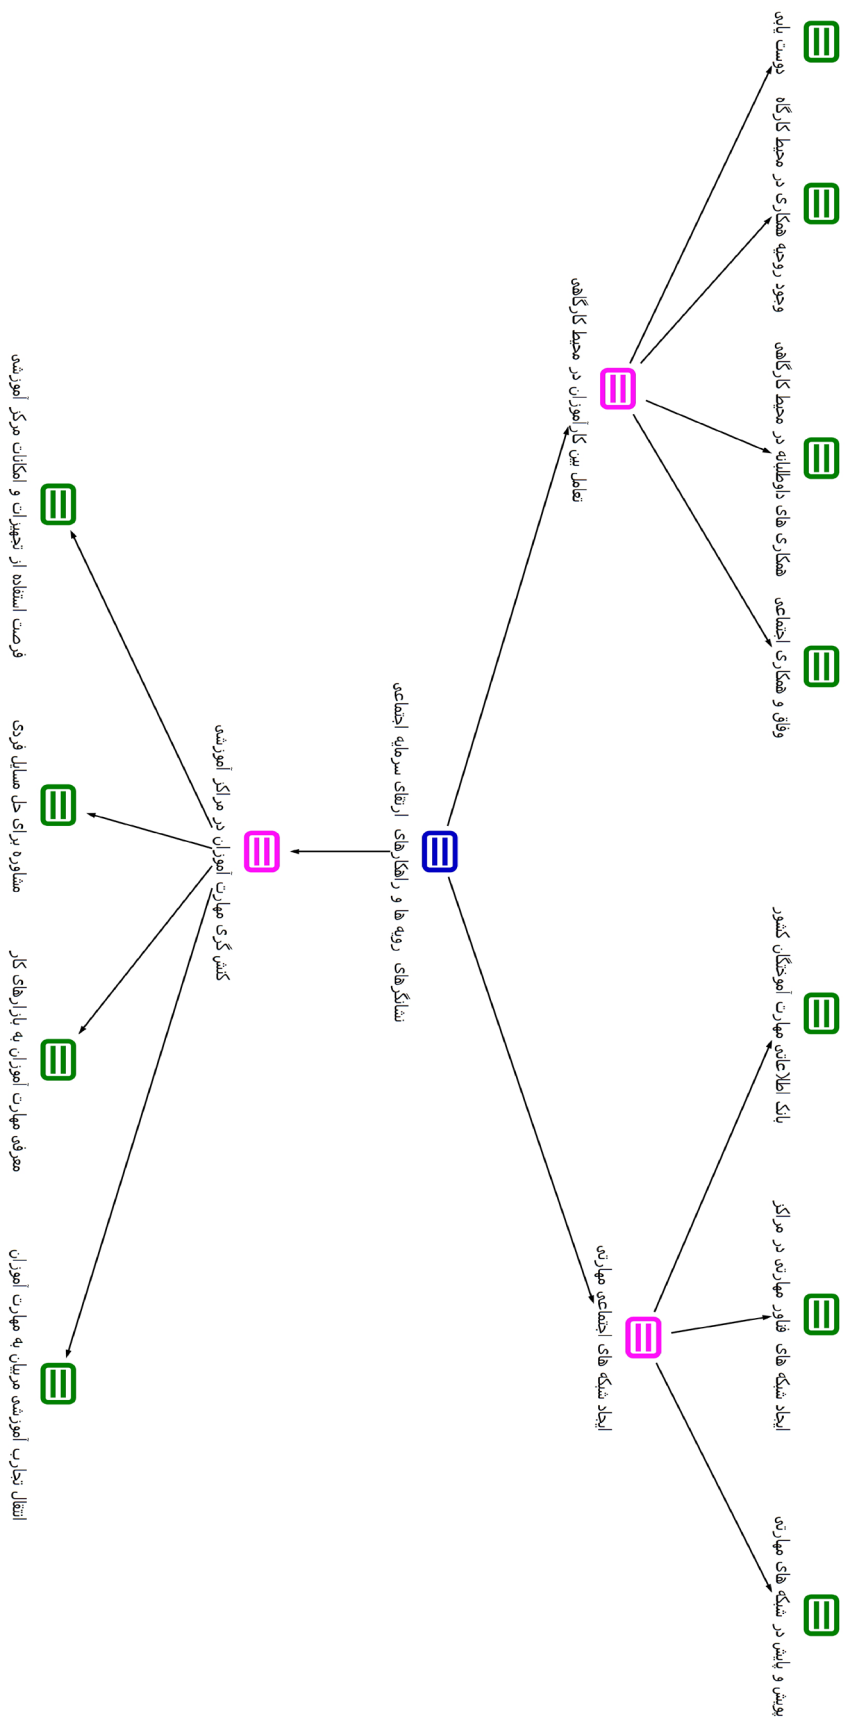 دوست یابی
وجود روحیه همکاری در محیط کارگاه
همکاری های داوطلبانه در محیط کارگاهی
وفاق و همکاری اجتماعی
بانک اطلاعاتی مهارت آموختگان کشور
ایجاد شبکه های فناور مهارتی در مراکز
پویش و پایش در شبکه های مهارتی
تعامل بین کارآموزان در محیط کارگاهی
ایجاد شبکه های اجتماعی مهارتی
نشانگرهای رویه ها و راهکارهای ارتقای سرمایه اجتماعی
کنش گری مهارت آموزان در مراکز آموزشی
فرصت استفاده از تجهیزات و امکانات مرکز آموزشی
مشاوره برای حل مسایل فردی
معرفی مهارت آموزان به بازارهای کار
انتقال تجارب آموزشی مربیان به مهارت آموزان